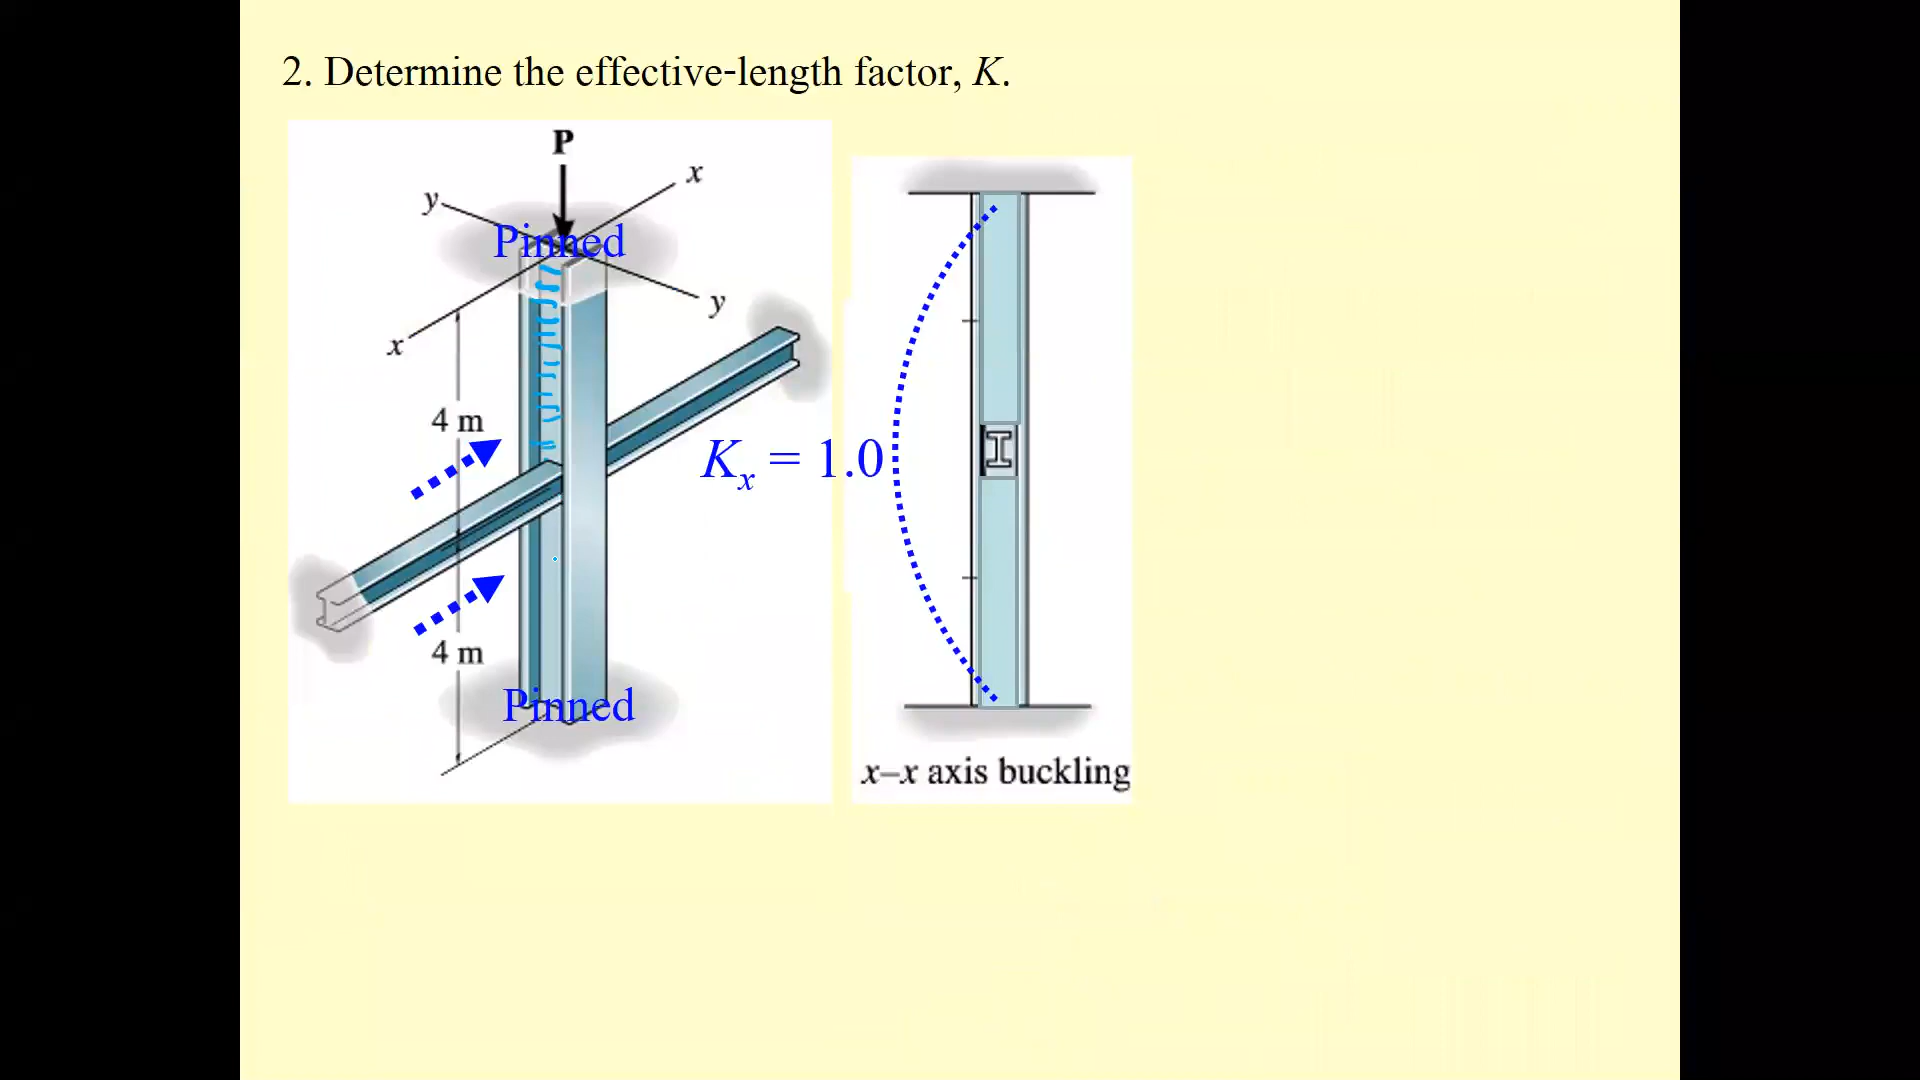 2. Determine the effective-length factor, K.
P
x
y
Pinned
y
x
4 m
Kx = 1.0
4 m
Pinned
x–x axis buckling